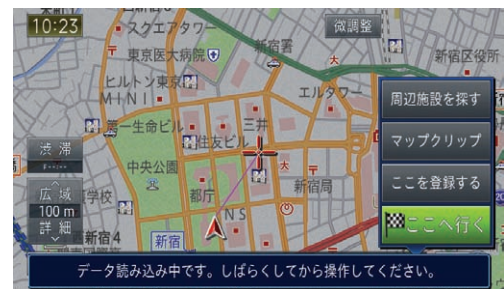 10:23
スクエアタワー
微調整
東京医大病院
新宿署
新宿区役所
ヒルトン東京
MINI
エルタワー
周辺施設を探す
第一生命ビル
三井
住友ビル
マップクリップ
渋滞
中央公園
ここを登録する
広域
学校
都庁
新宿局
100m
詳細
NS
ここへ行く
新宿4
新宿
データ読み込み中です。しばらくしてから操作してください。